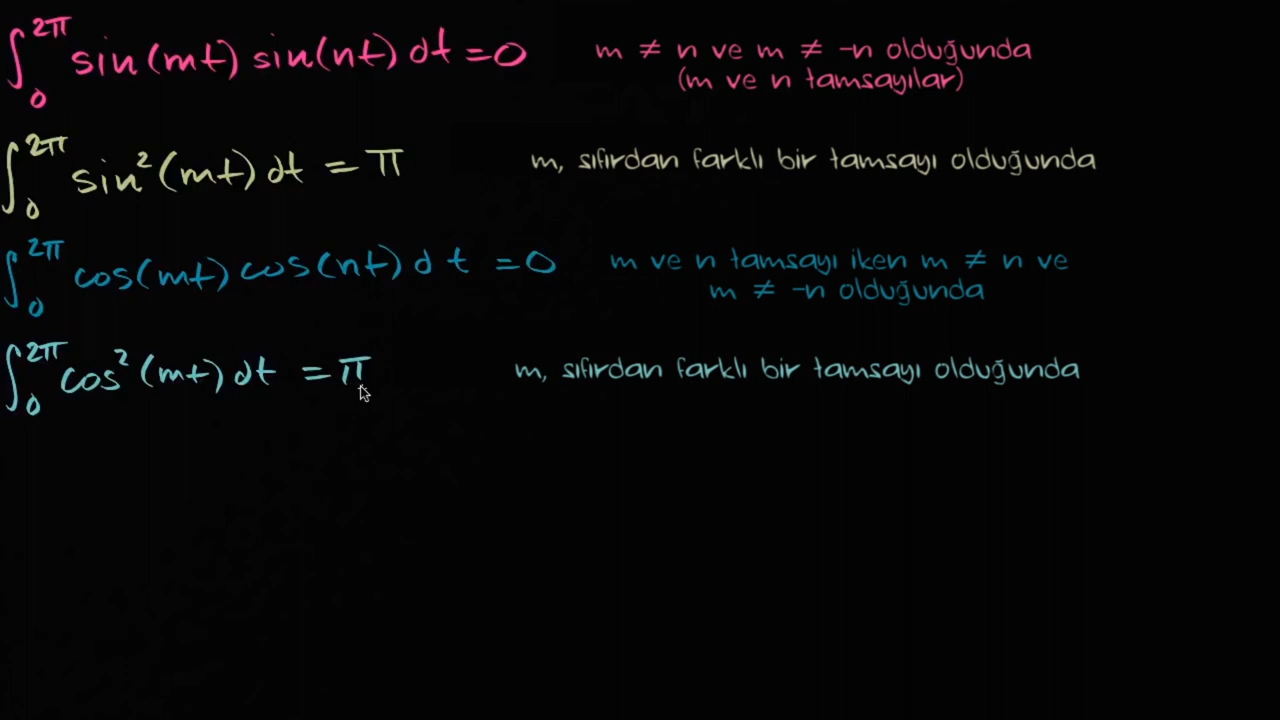 ∫₀^2π sin(mt) sin(nt) dt = 0
m ≠ n ve m ≠ -n olduğunda
(m ve n tamsayılar)
∫₀^2π sin²(mt) dt = π
m, sıfırdan farklı bir tamsayı olduğunda
∫₀^2π cos(mt) cos(nt) dt = 0
m ve n tamsayı iken m ≠ n ve
m ≠ -n olduğunda
∫₀^2π cos²(mt) dt = π
m, sıfırdan farklı bir tamsayı olduğunda